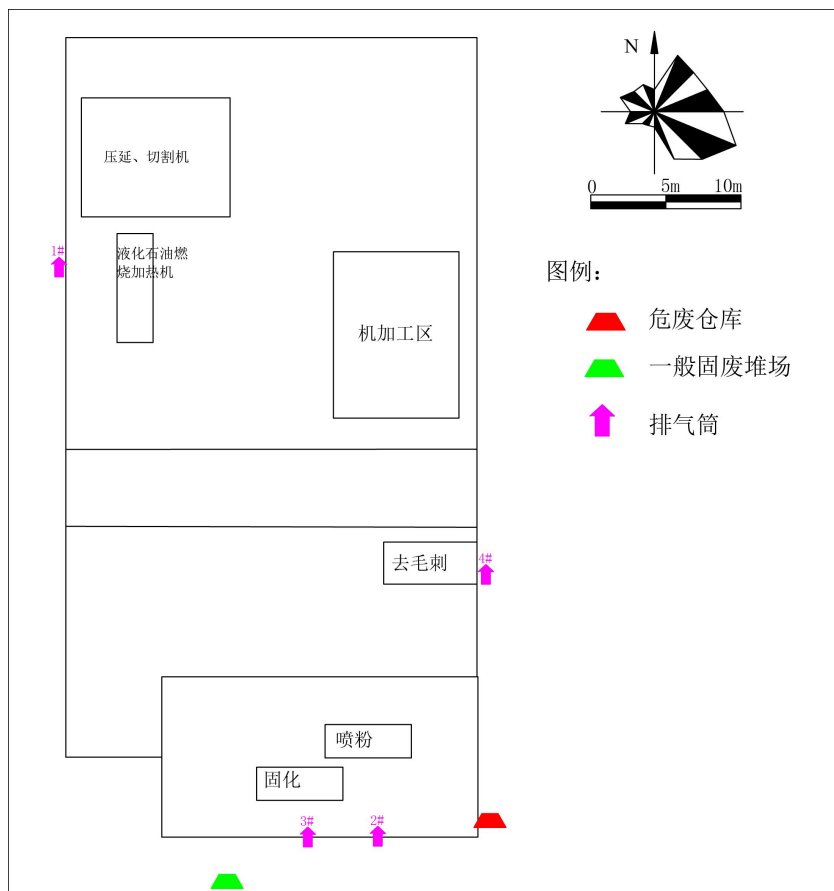 N
0 5m 10m
压延、切割机
1#
液化石油燃
烧加热机
机加工区
图例：
危废仓库
一般固废堆场
排气筒
去毛刺
4#
喷粉
固化
3#
2#